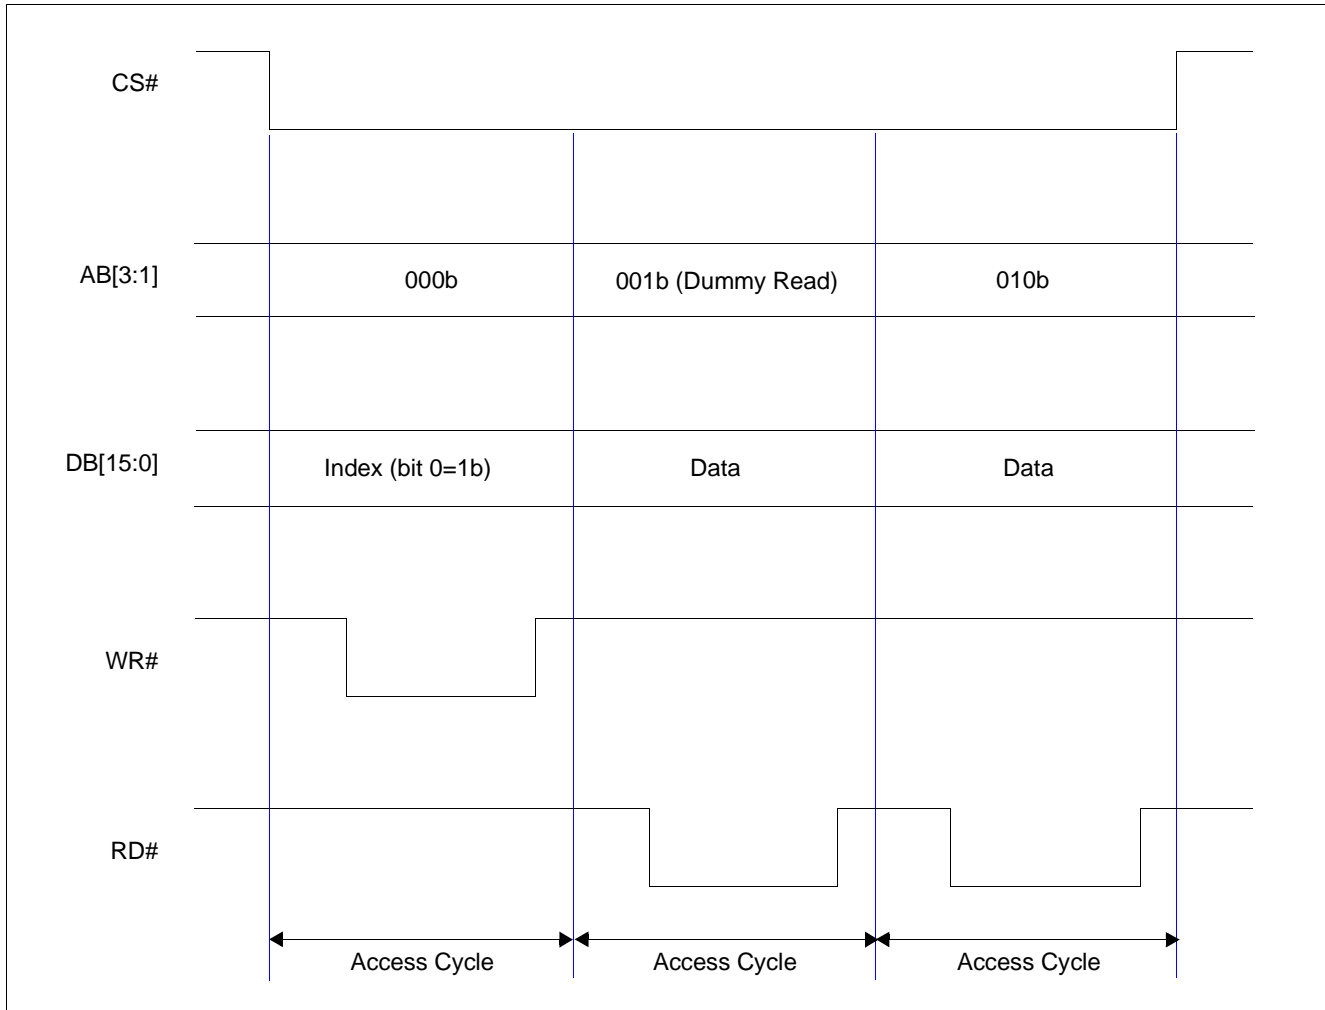 CS#
AB[3:1] 000b 001b (Dummy Read) 010b
DB[15:0] Index (bit 0=1b) Data Data
WR#
RD#
Access Cycle Access Cycle Access Cycle